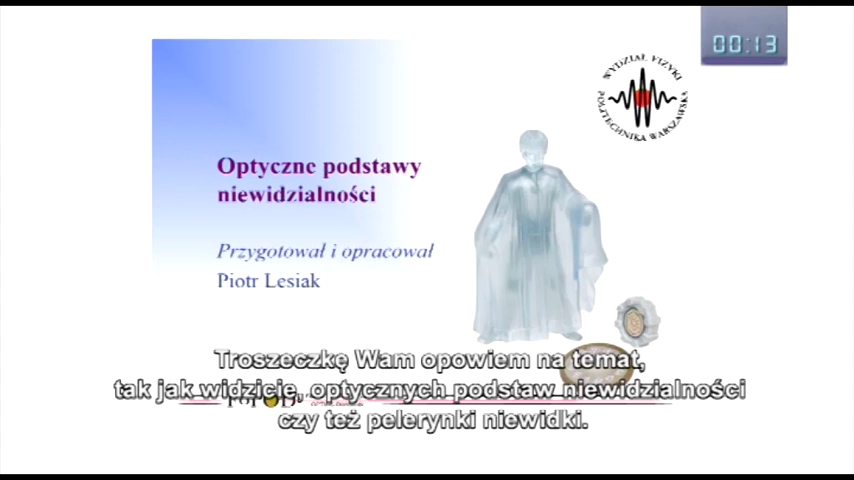 00:13
WYDZIAŁ FIZYKI
POLITECHNIKA WARSZAWSKA
Optyczne podstawy
niewidzialności
Przygotował i opracował
Piotr Lesiak
Troszeczkę Wam opowiem na temat,
tak jak widzicie, optycznych podstaw niewidzialności
czy też pelerynki niewidki.